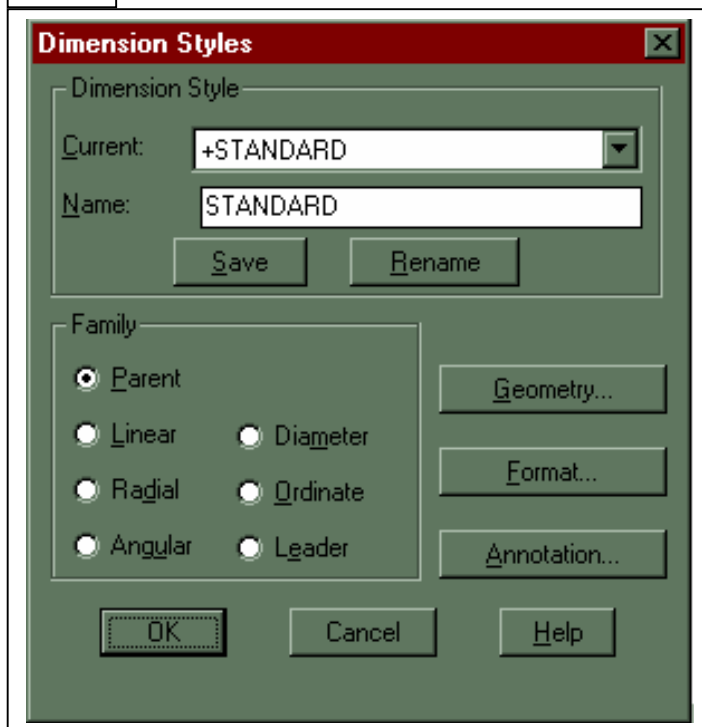 Dimension Styles
Dimension Style
Current: +STANDARD
Name: STANDARD
Save Rename
Family
Parent
Geometry...
Linear Diameter
Format...
Radial Ordinate
Angular Leader
Annotation...
OK Cancel Help